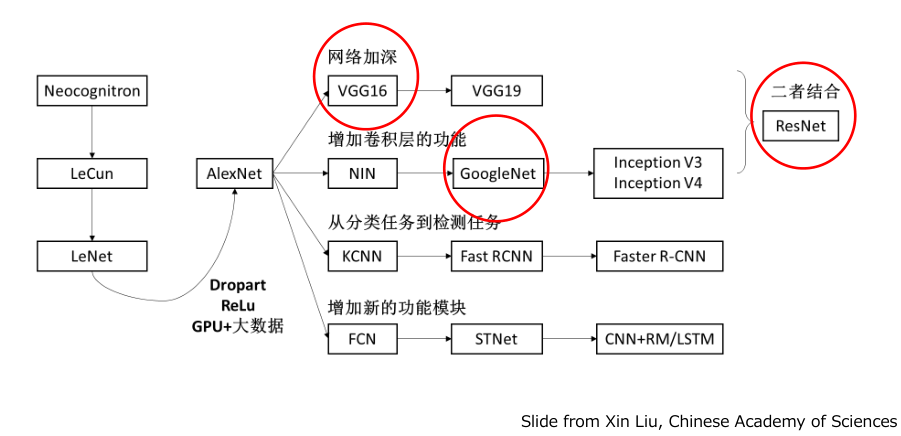 Neocognitron
LeCun
LeNet
Dropart
ReLu
GPU+大数据
AlexNet
网络加深
VGG16
VGG19
增加卷积层的功能
NIN
GoogleNet
Inception V3
Inception V4
二者结合
ResNet
从分类任务到检测任务
KCNN
Fast RCNN
Faster R-CNN
增加新的功能模块
FCN
STNet
CNN+RM/LSTM
Slide from Xin Liu, Chinese Academy of Sciences